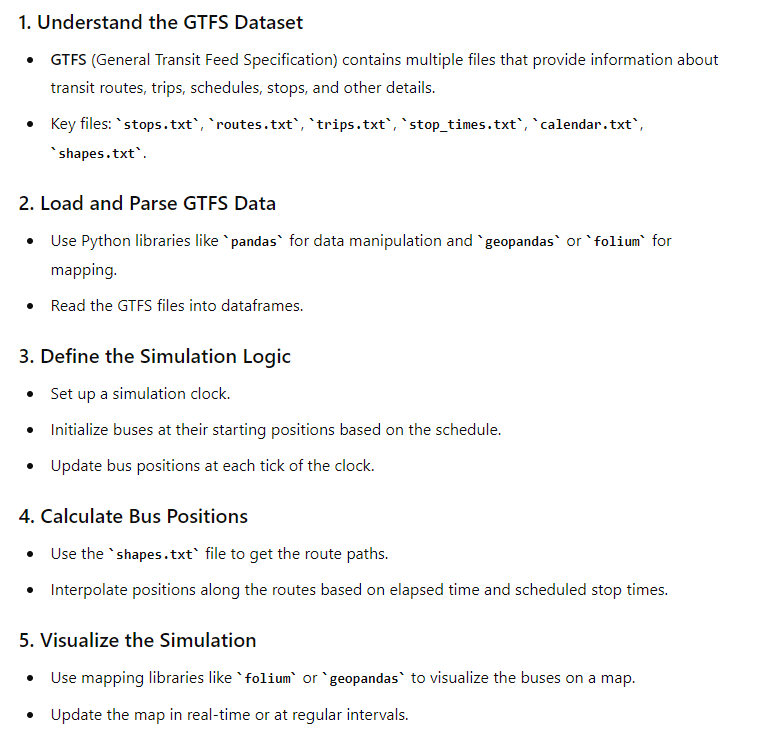 1. Understand the GTFS Dataset
• GTFS (General Transit Feed Specification) contains multiple files that provide information about
transit routes, trips, schedules, stops, and other details.
• Key files: `stops.txt`, `routes.txt`, `trips.txt`, `stop_times.txt`, `calendar.txt`,
`shapes.txt`.
2. Load and Parse GTFS Data
• Use Python libraries like `pandas` for data manipulation and `geopandas` or `folium` for
mapping.
• Read the GTFS files into dataframes.
3. Define the Simulation Logic
• Set up a simulation clock.
• Initialize buses at their starting positions based on the schedule.
• Update bus positions at each tick of the clock.
4. Calculate Bus Positions
• Use the `shapes.txt` file to get the route paths.
• Interpolate positions along the routes based on elapsed time and scheduled stop times.
5. Visualize the Simulation
• Use mapping libraries like `folium` or `geopandas` to visualize the buses on a map.
• Update the map in real-time or at regular intervals.